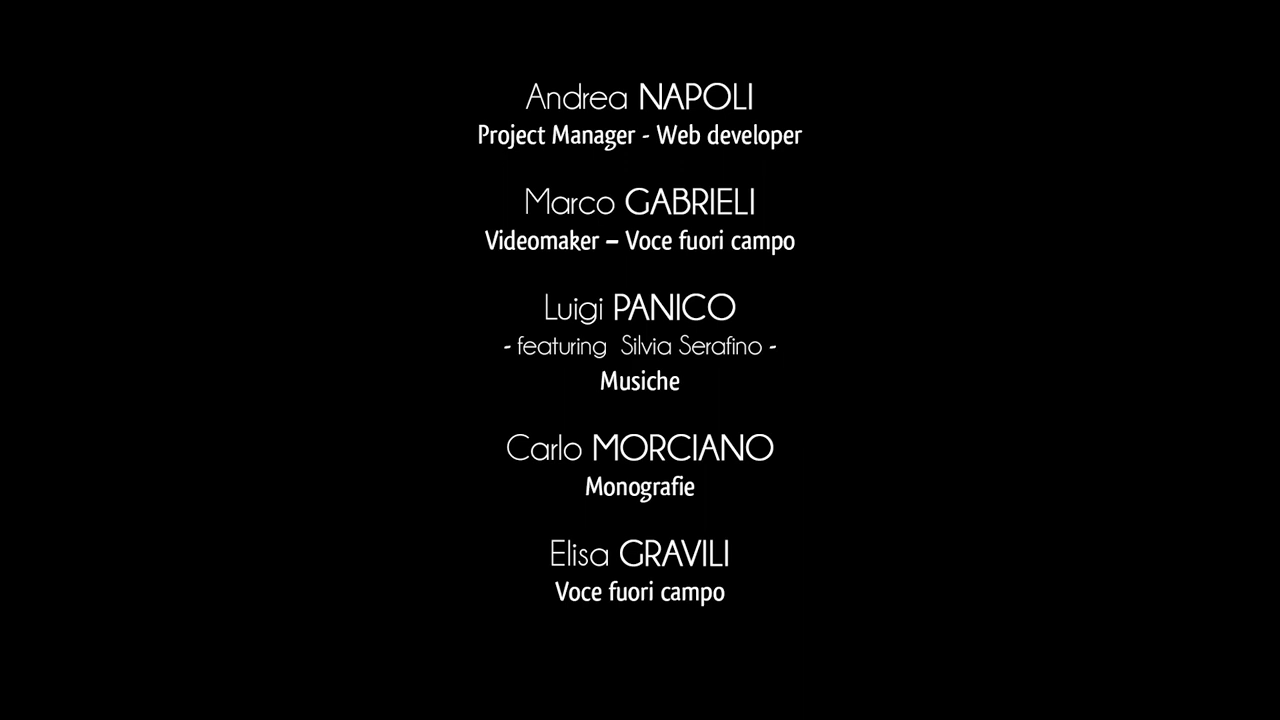 Andrea NAPOLI
Project Manager - Web developer
Marco GABRIELI
Videomaker – Voce fuori campo
Luigi PANICO
- featuring Silvia Serafino -
Musiche
Carlo MORCIANO
Monografie
Elisa GRAVILI
Voce fuori campo